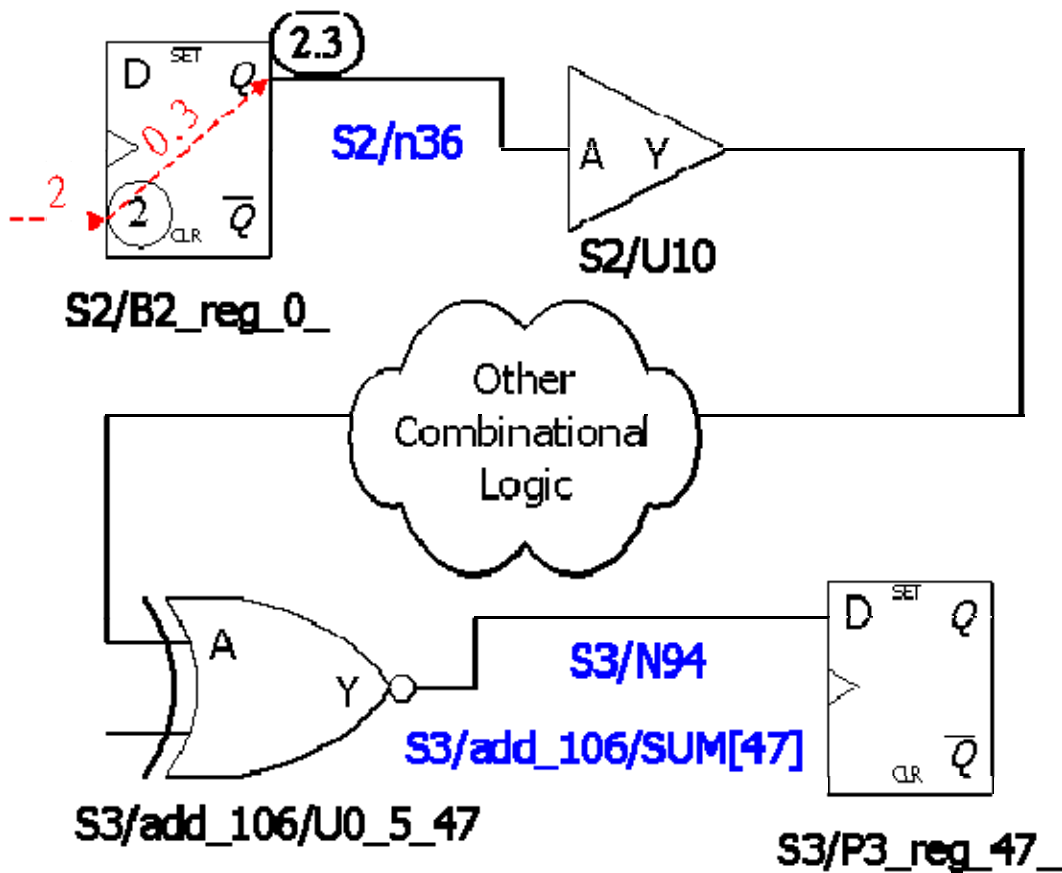 2.3
D SET Q
0.3
S2/n36
A Y
2
2
CLR Q
S2/U10
S2/B2_reg_0_
Other
Combinational
Logic
D SET Q
A
S3/N94
Y
S3/add_106/SUM[47]
CLR Q
S3/add_106/U0_5_47
S3/P3_reg_47_